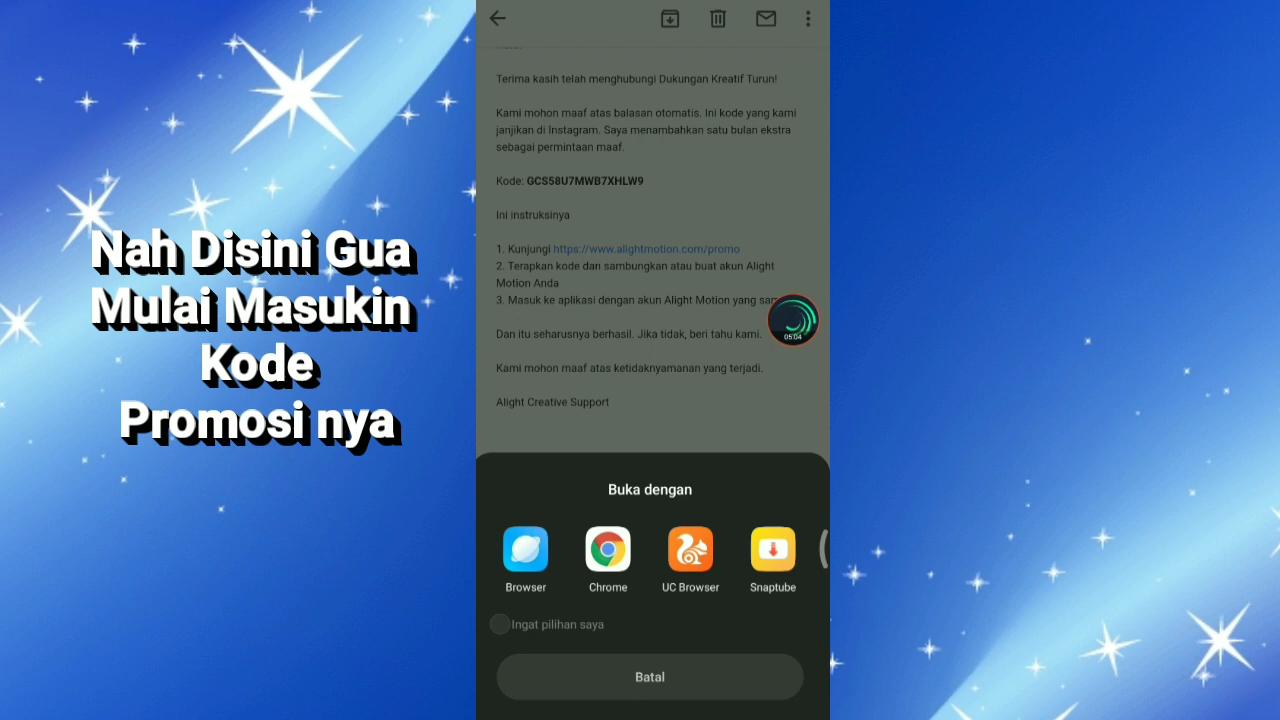 Nah Disini Gua
Mulai Masukin
Kode
Promosi nya
Terima kasih telah menghubungi Dukungan Kreatif Turun!
Kami mohon maaf atas balasan otomatis. Ini kode yang kami
janjikan di Instagram. Saya menambahkan satu bulan ekstra
sebagai permintaan maaf.
Kode: GCS58U7MWB7XHLW9
Ini instruksinya
1. Kunjungi https://www.alightmotion.com/promo
2. Terapkan kode dan sambungkan atau buat akun Alight
Motion Anda
3. Masuk ke aplikasi dengan akun Alight Motion yang
05:04
Dan itu seharusnya berhasil. Jika tidak, beri tahu kami.
Kami mohon maaf atas ketidaknyamanan yang terjadi.
Alight Creative Support
Buka dengan
Browser
Chrome
UC Browser
Snaptube
Ingat pilihan saya
Batal